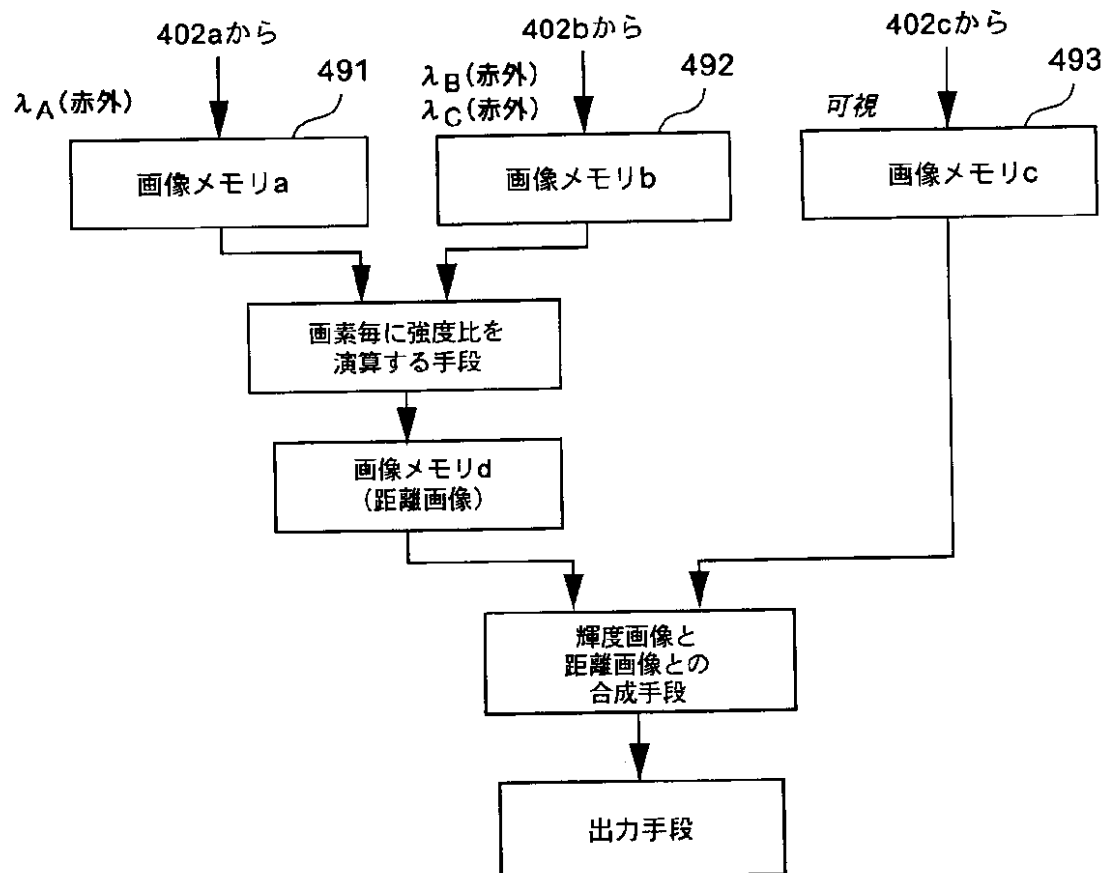 402aから
402bから
402cから
491
492
493
λA(赤外)
λB(赤外)
λC(赤外)
可視
画像メモリa
画像メモリb
画像メモリc
画素毎に強度比を
演算する手段
画像メモリd
(距離画像)
輝度画像と
距離画像との
合成手段
出力手段